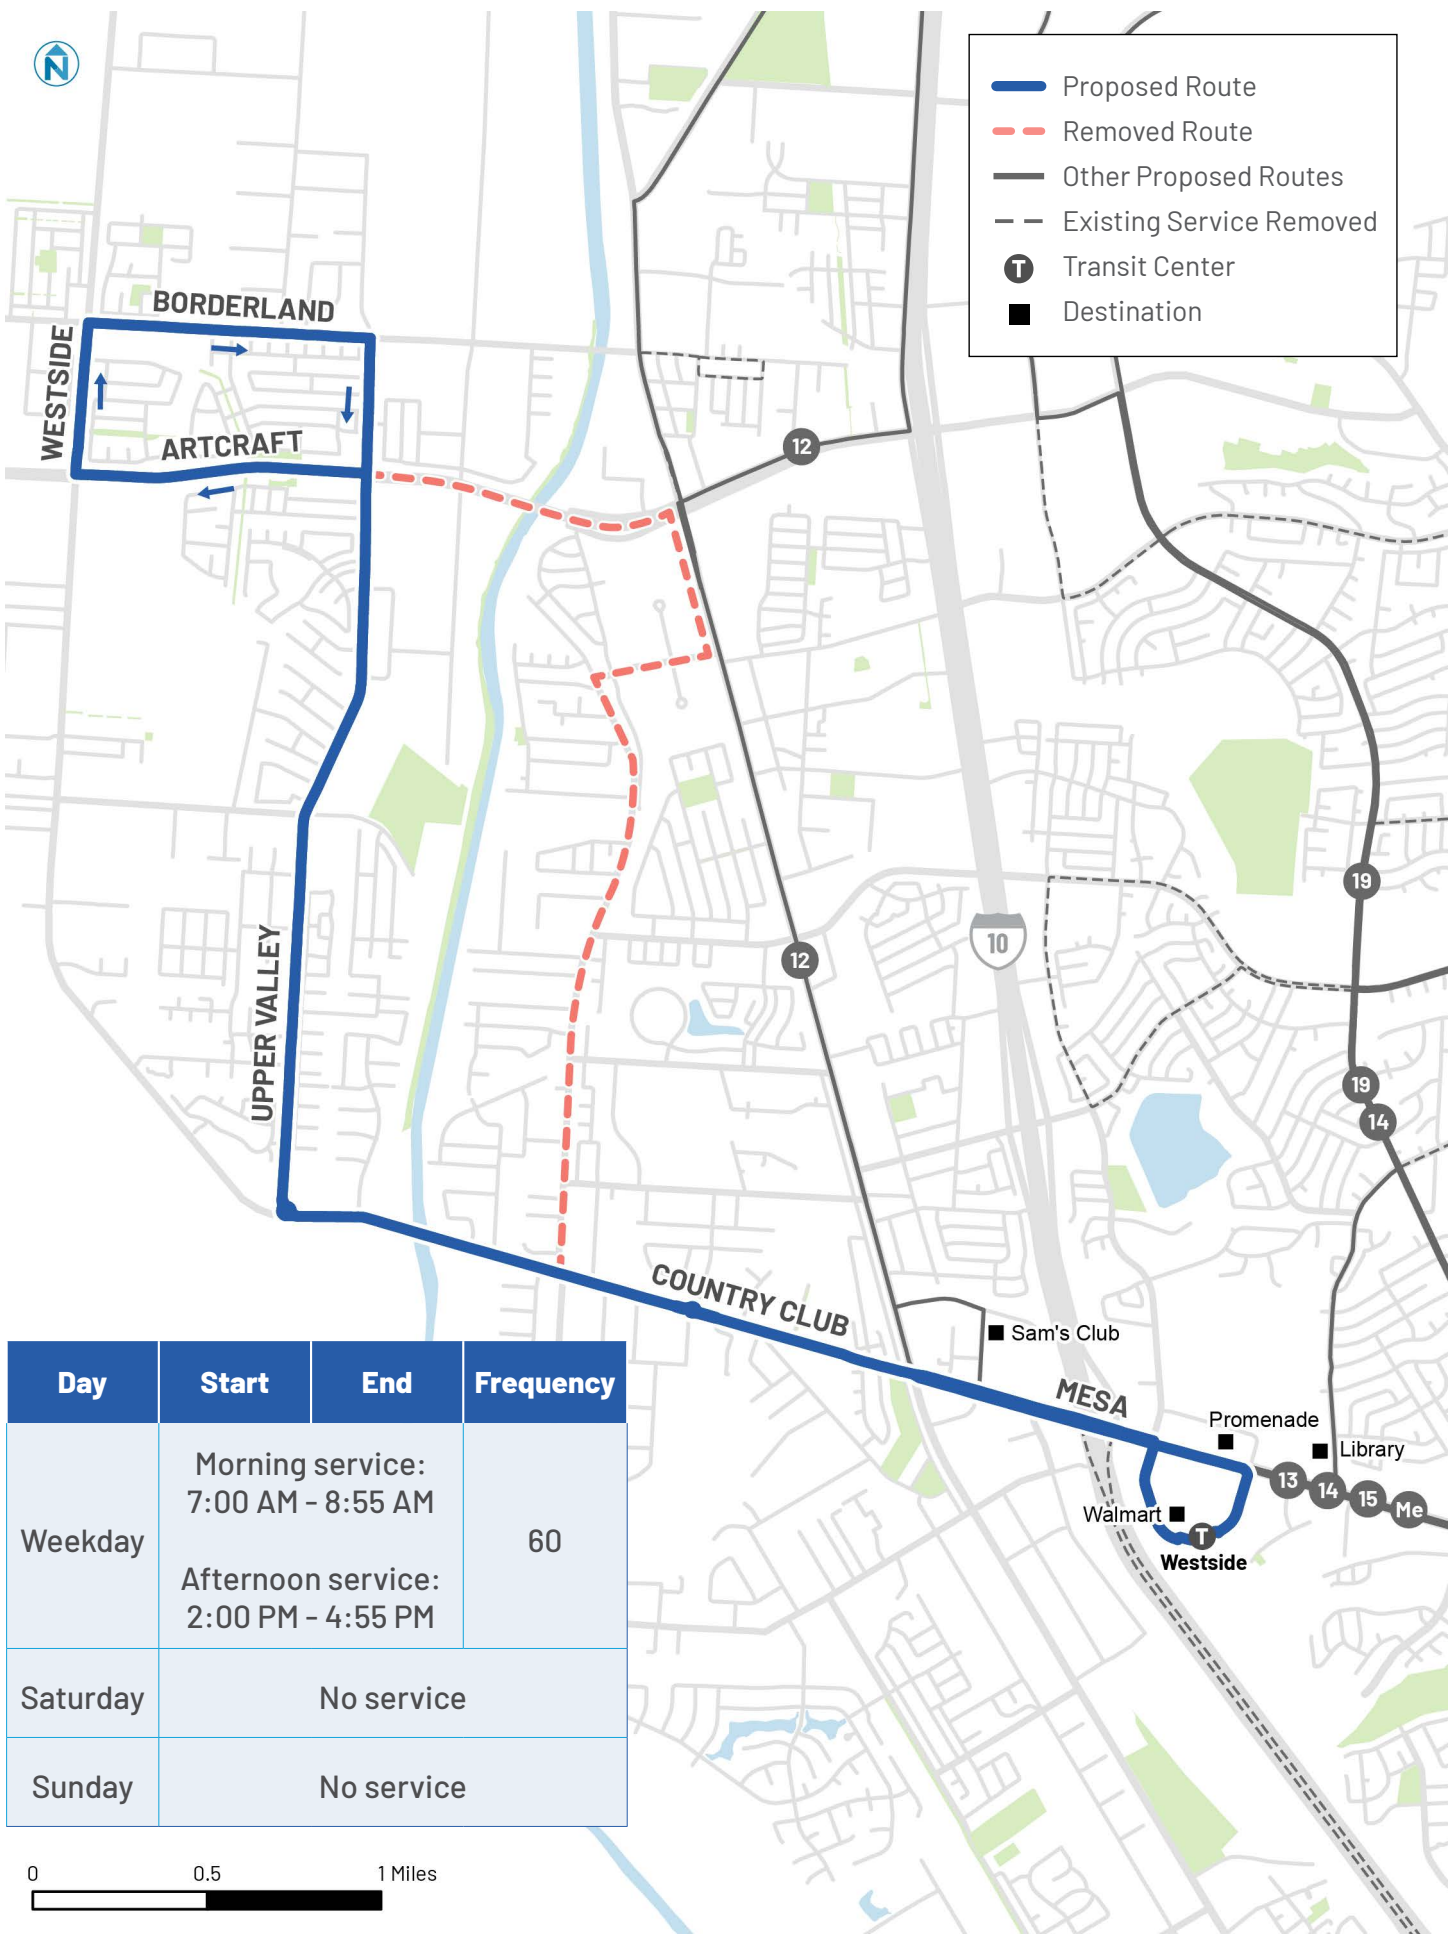 N
Proposed Route
Removed Route
Other Proposed Routes
Existing Service Removed
T Transit Center
Destination
BORDERLAND
WESTSIDE
ARTCRAFT
12
19
12
10
UPPER VALLEY
19
14
COUNTRY CLUB
Sam's Club
MESA
Promenade
Library
13
14
15
Me
Walmart
T
Westside
Day Start End Frequency
Weekday
Morning service:
7:00 AM - 8:55 AM
Afternoon service:
2:00 PM - 4:55 PM
60
Saturday No service
Sunday No service
0 0.5 1 Miles